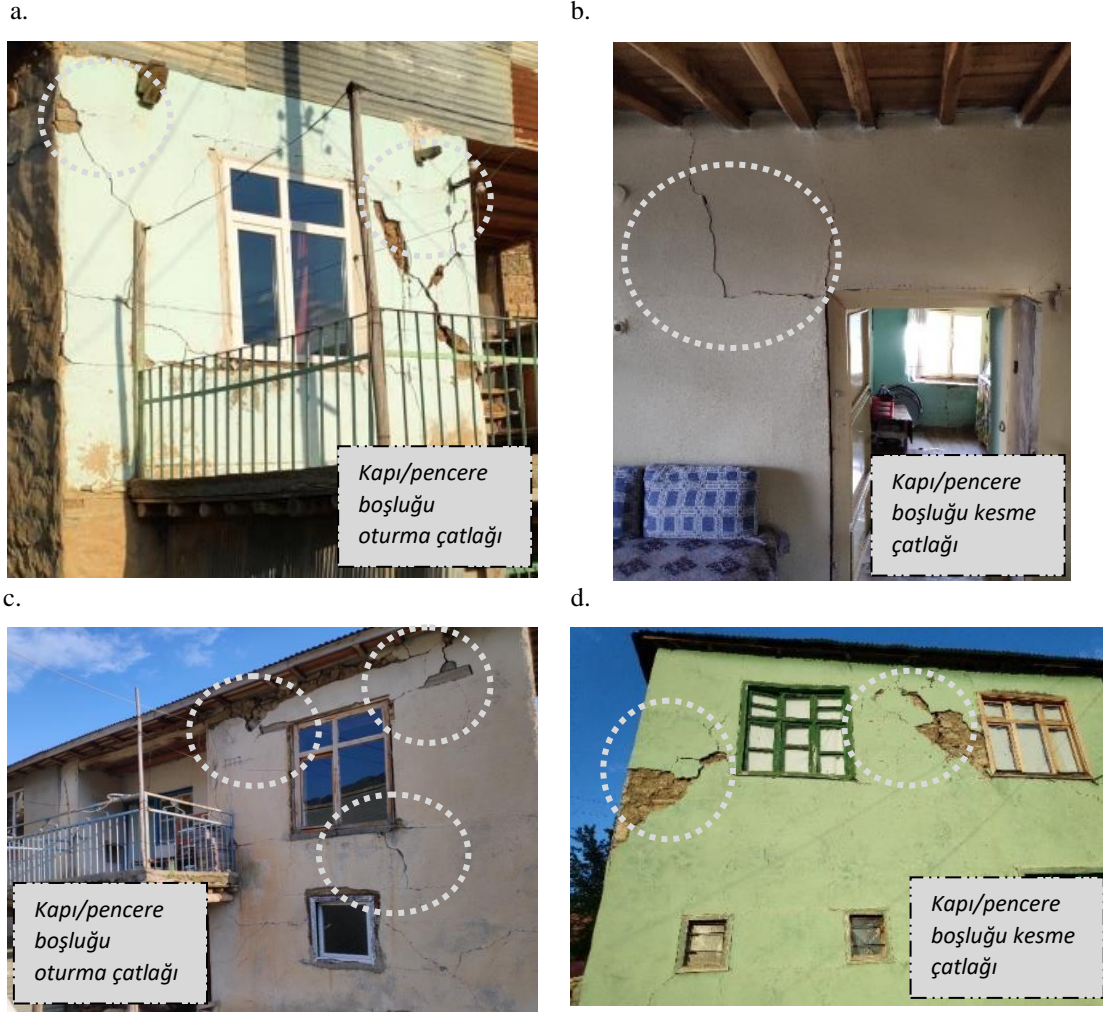 a.
b.
Kapı/pencere
boşluğu
oturma çatlağı
Kapı/pencere
boşluğu kesme
çatlağı
c.
d.
Kapı/pencere
boşluğu
oturma çatlağı
Kapı/pencere
boşluğu kesme
çatlağı